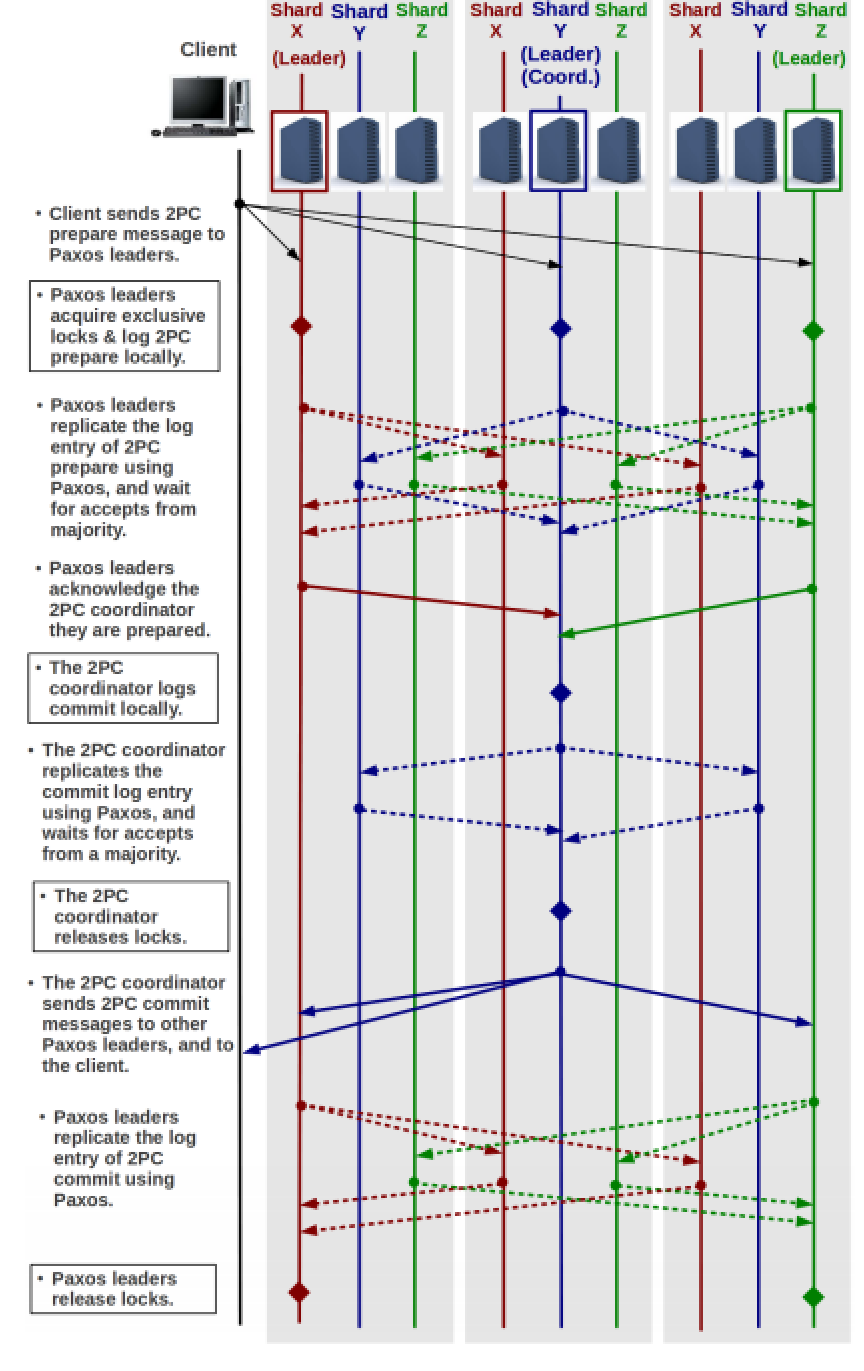 Shard Shard Shard Shard Shard Shard Shard Shard Shard
X Y Z X Y Z X Y Z
Client (Leader) (Leader) (Leader)
(Coord.)
• Client sends 2PC
prepare message to
Paxos leaders.
• Paxos leaders
acquire exclusive
locks & log 2PC
prepare locally.
• Paxos leaders
replicate the log
entry of 2PC
prepare using
Paxos, and wait
for accepts from
majority.
• Paxos leaders
acknowledge the
2PC coordinator
they are prepared.
• The 2PC
coordinator logs
commit locally.
• The 2PC coordinator
replicates the
commit log entry
using Paxos, and
waits for accepts
from a majority.
• The 2PC
coordinator
releases locks.
• The 2PC coordinator
sends 2PC commit
messages to other
Paxos leaders, and to
the client.
• Paxos leaders
replicate the log
entry of 2PC
commit using
Paxos.
• Paxos leaders
release locks.